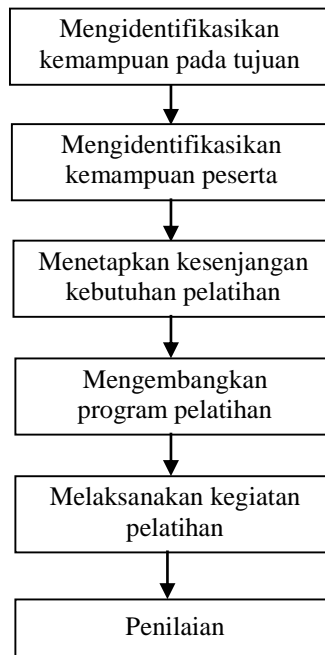 Mengidentifikasikan
kemampuan pada tujuan
Mengidentifikasikan
kemampuan peserta
Menetapkan kesenjangan
kebutuhan pelatihan
Mengembangkan
program pelatihan
Melaksanakan kegiatan
pelatihan
Penilaian